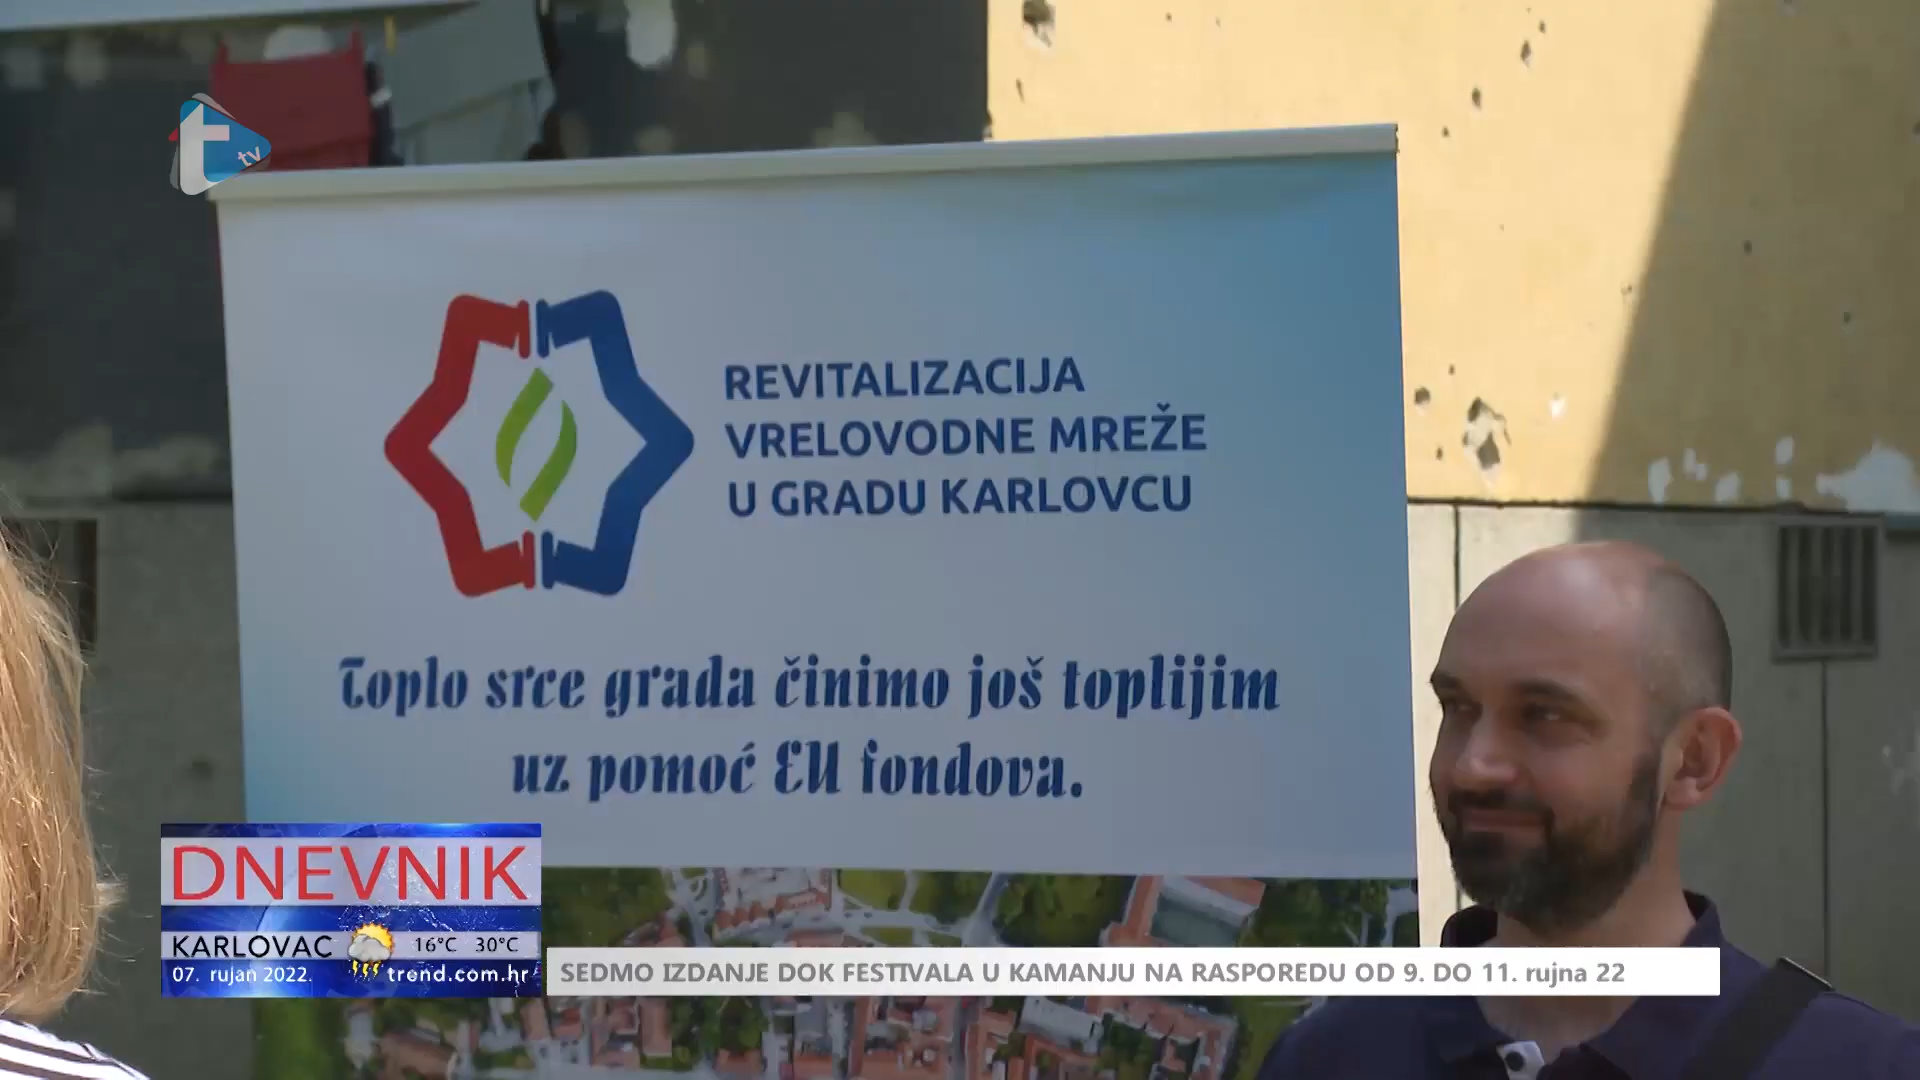 t tv
REVITALIZACIJA
VRELOVODNE MREŽE
U GRADU KARLOVCU
Toplo srce grada činimo još toplijim
uz pomoć EU fondova.
DNEVNIK
KARLOVAC 16°C 30°C
07. rujan 2022. trend.com.hr
SEDMO IZDANJE DOK FESTIVALA U KAMANJU NA RASPOREDU OD 9. DO 11. rujna 22